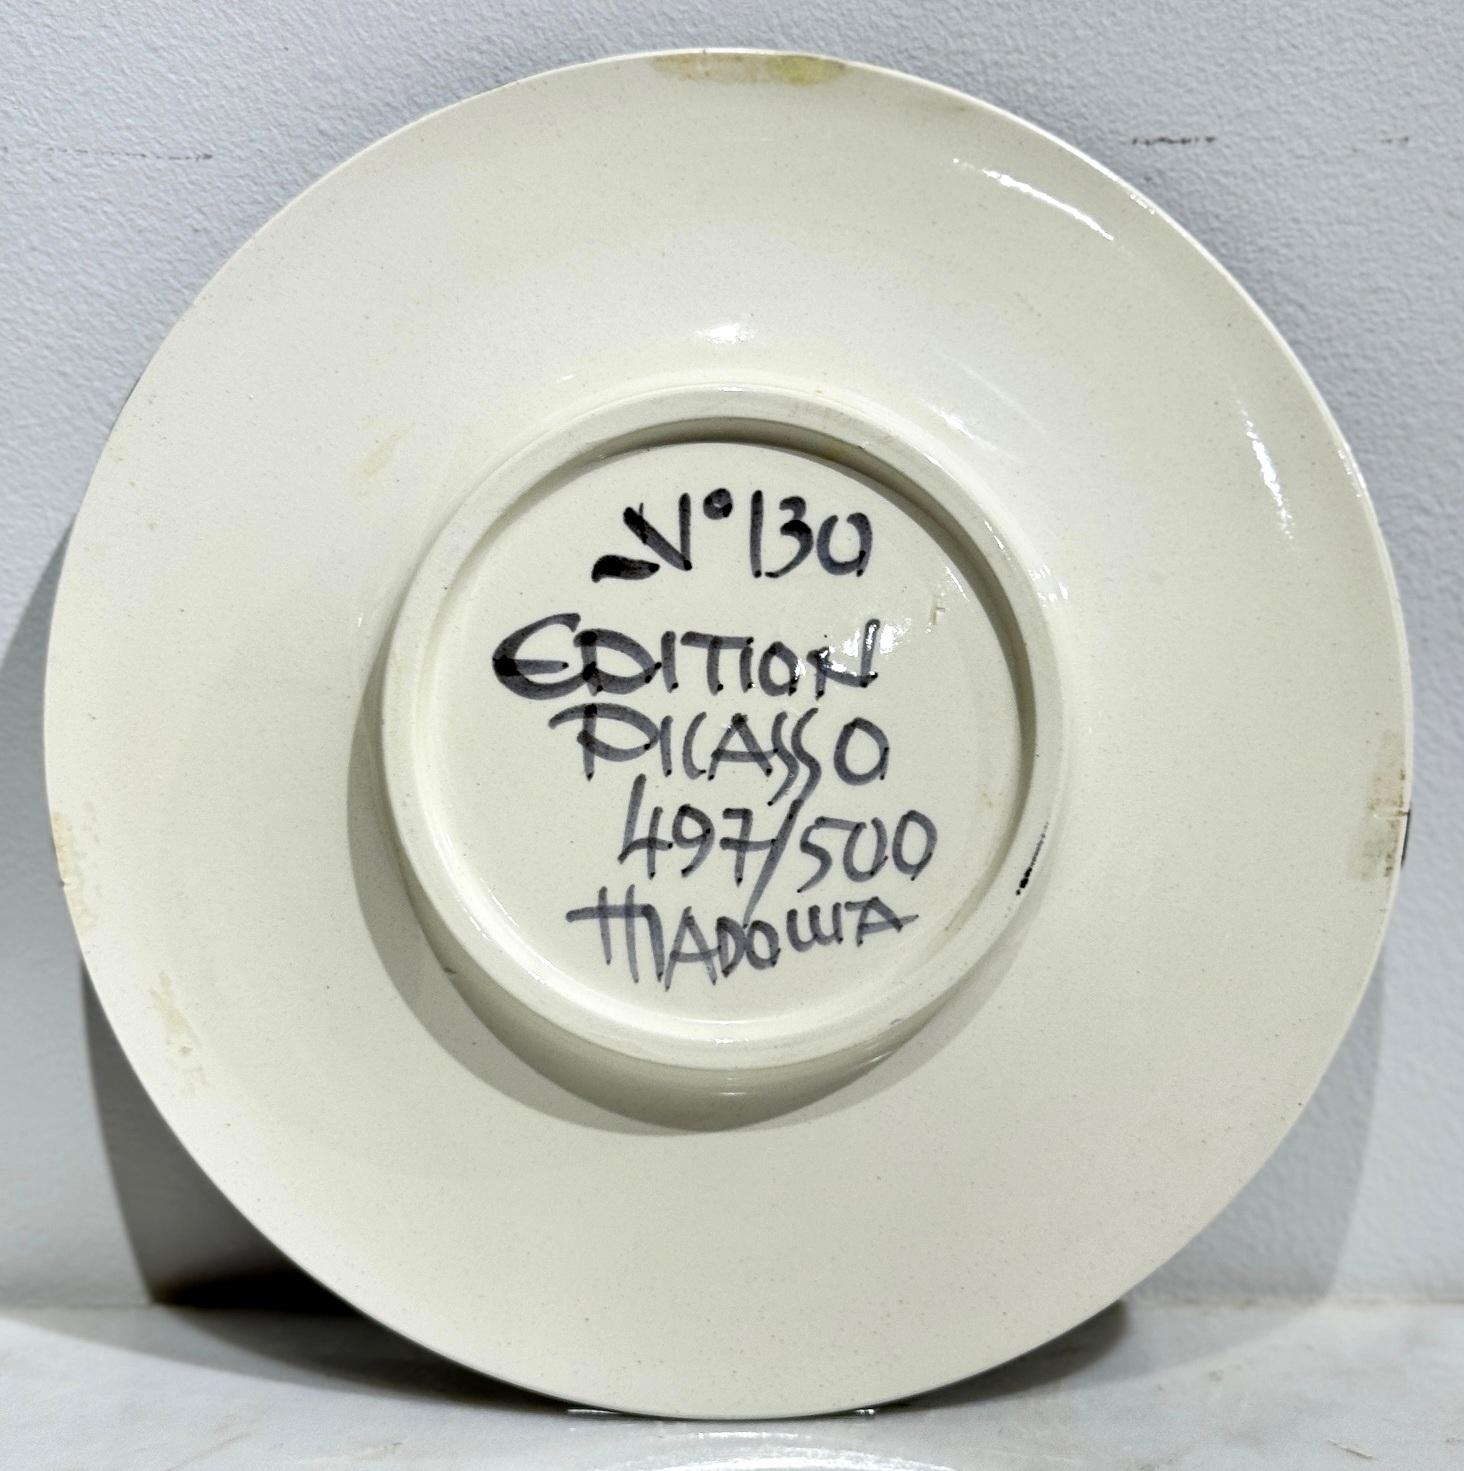 N° 130
EDITION
PICASSO
497/500
MADOURA